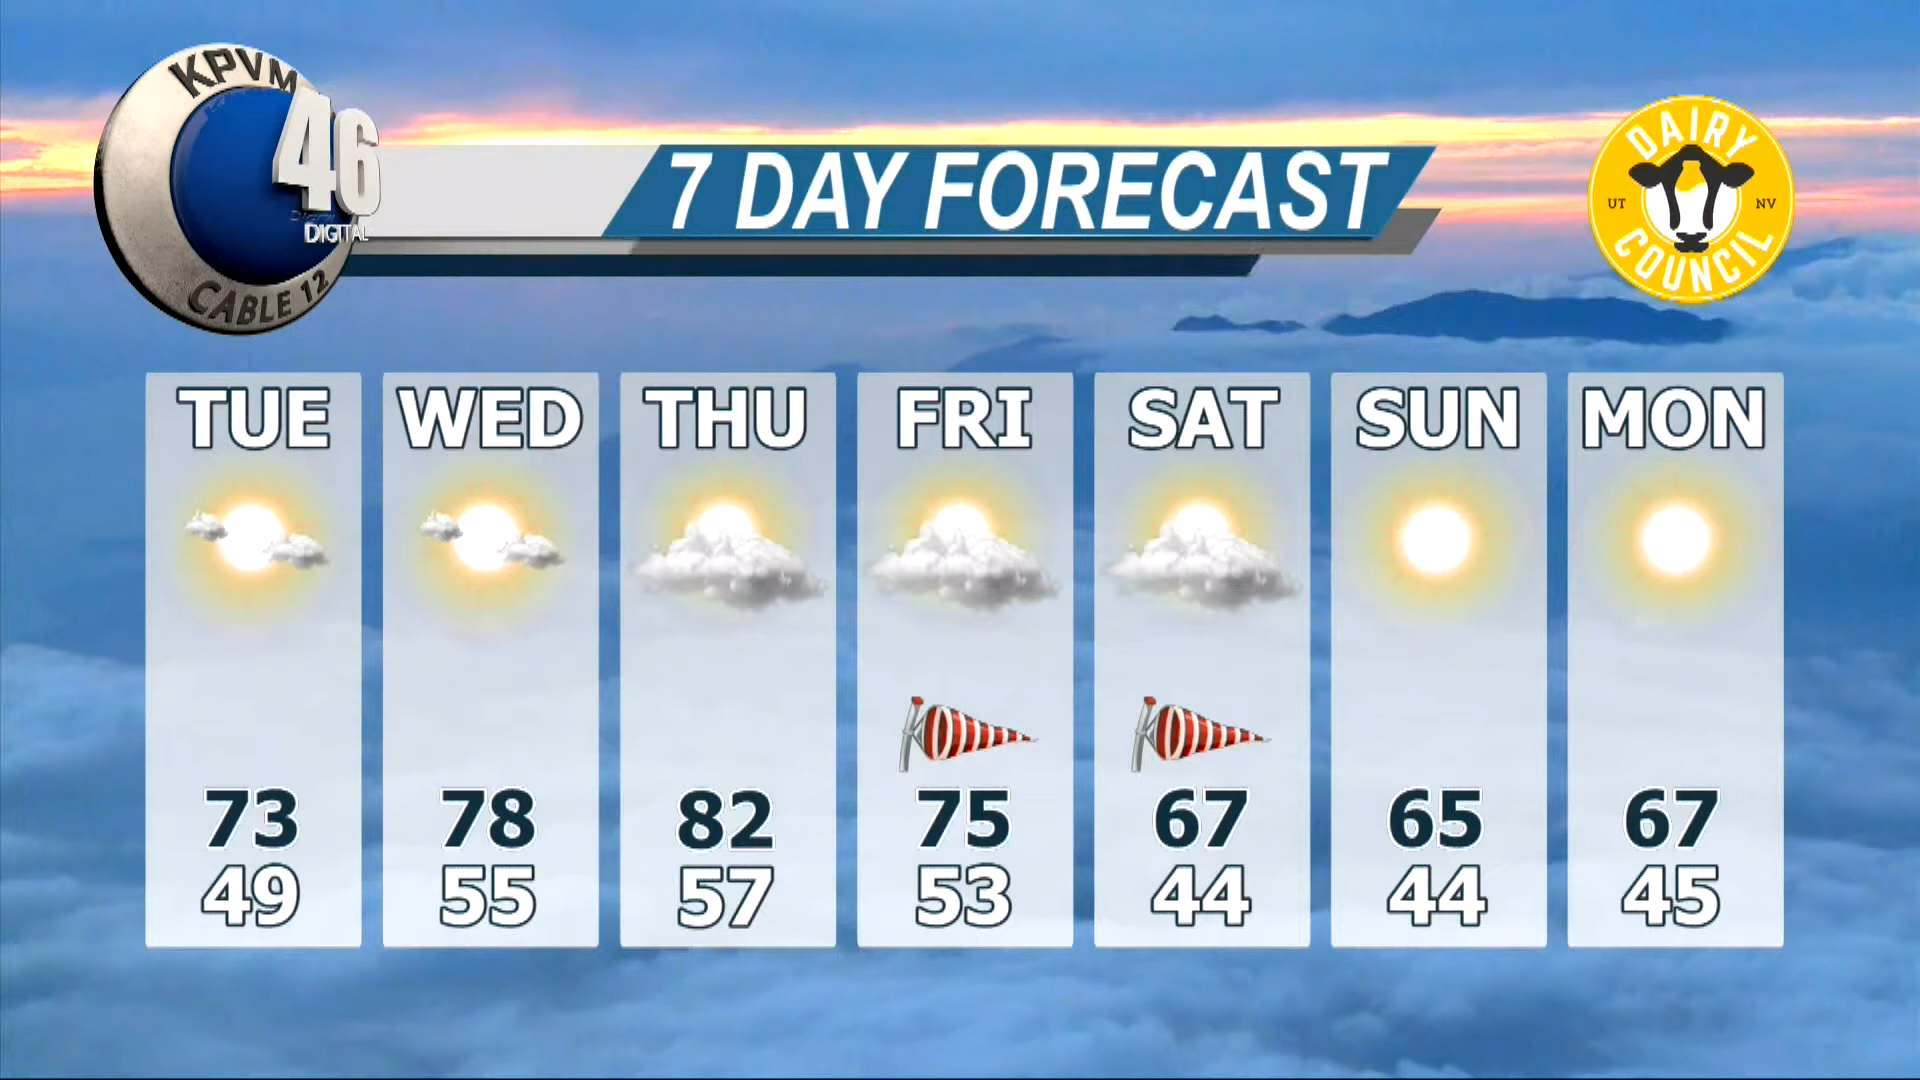 KPVM
46
DIGITAL
CABLE 12
7 DAY FORECAST
DAIRY
UT NV
COUNCIL
TUE WED THU FRI SAT SUN MON
73 78 82 75 67 65 67
49 55 57 53 44 44 45